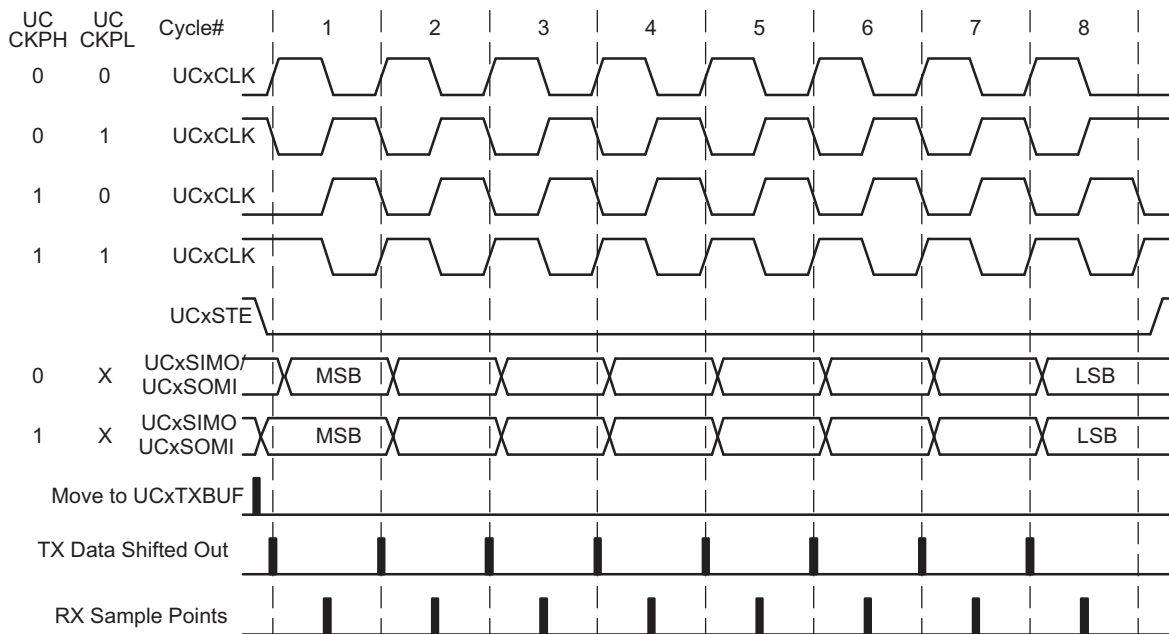 UC CKPH UC CKPL Cycle# 1 2 3 4 5 6 7 8
0 0 UCxCLK
0 1 UCxCLK
1 0 UCxCLK
1 1 UCxCLK
UCxSTE
0 X UCxSIMO/ UCxSOMI MSB LSB
1 X UCxSIMO UCxSOMI MSB LSB
Move to UCxTXBUF
TX Data Shifted Out
RX Sample Points